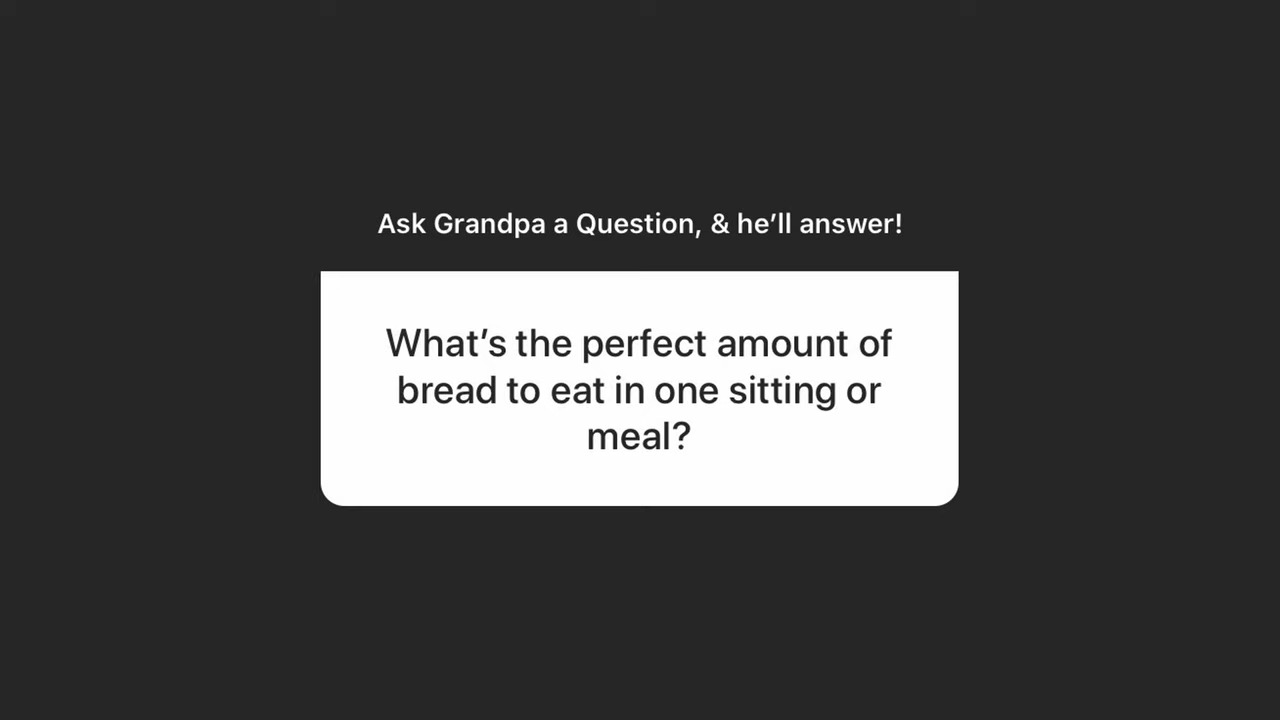 Ask Grandpa a Question, & he’ll answer!
What’s the perfect amount of
bread to eat in one sitting or
meal?